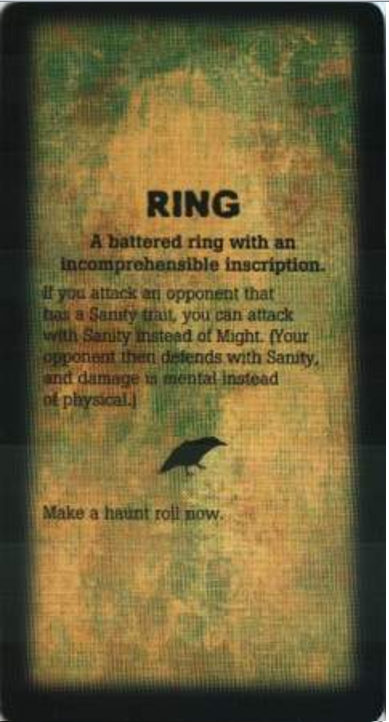 RING
A battered ring with an
incomprehensible inscription.
If you attack an opponent that
has a Sanity trait, you can attack
with Sanity instead of Might. (Your
opponent then defends with Sanity,
and damage is mental instead
of physical.)
Make a haunt roll now.